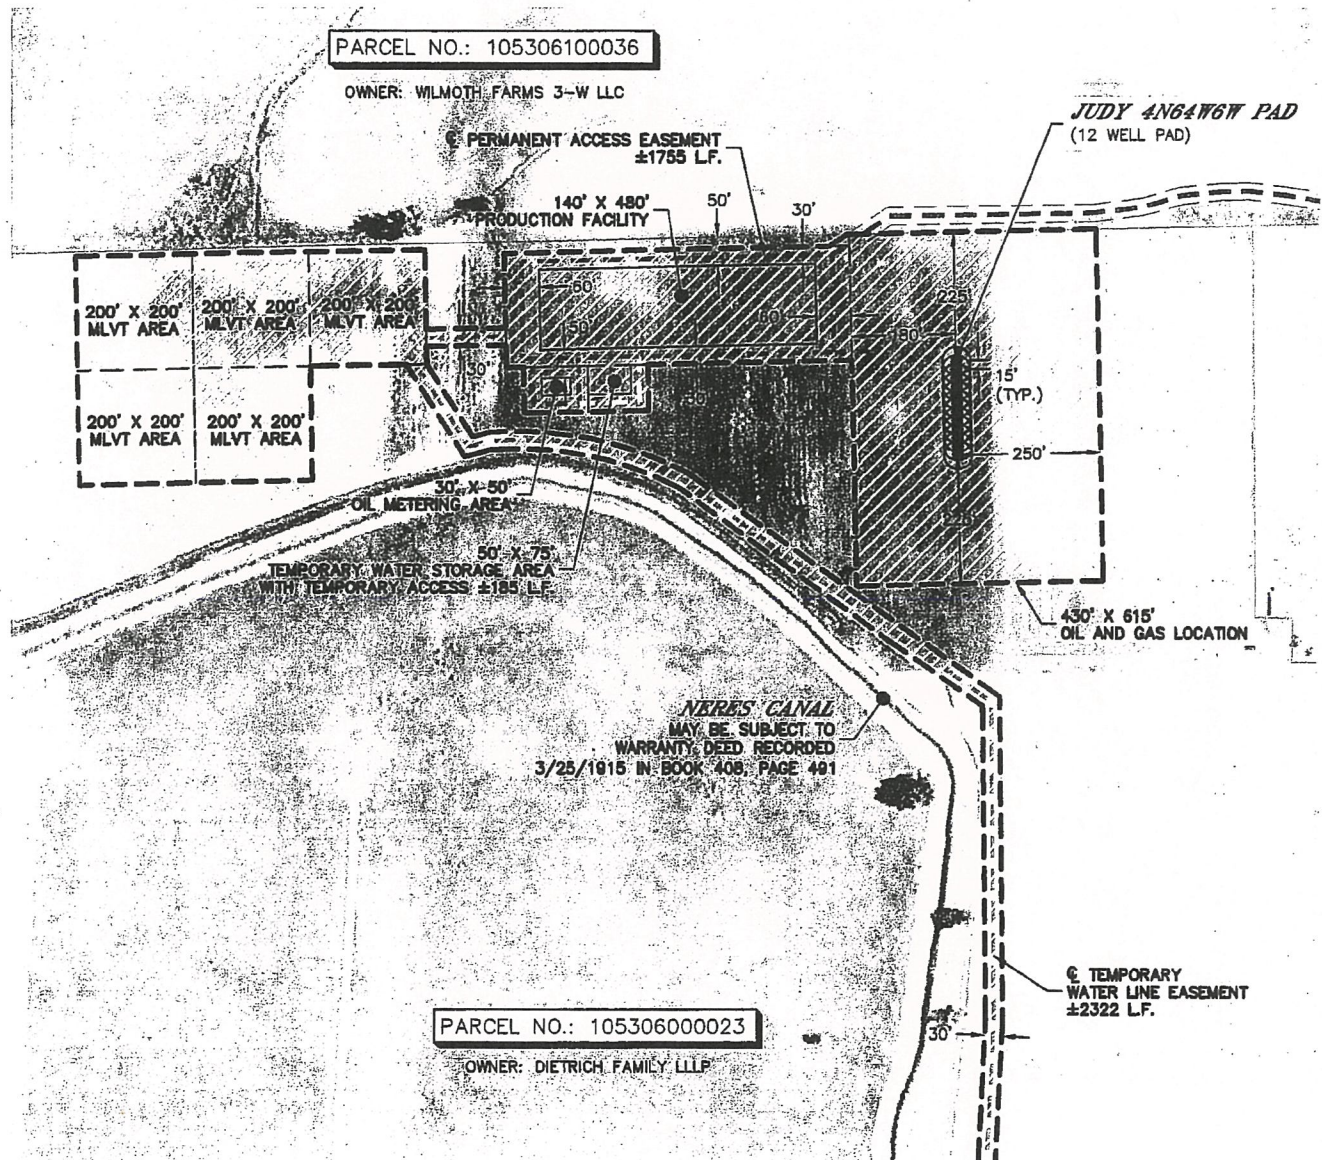 PARCEL NO.: 105306100036
OWNER: WILMOTH FARMS 3-W LLC
JUDY 4N64W6W PAD
(12 WELL PAD)
℄ PERMANENT ACCESS EASEMENT
±1755 L.F.
140' X 480'
PRODUCTION FACILITY
50'
30'
200' X 200'
MLVT AREA
200' X 200'
MLVT AREA
200' X 200'
MLVT AREA
60'
50'
60'
225'
180'
30'
15'
(TYP.)
200' X 200'
MLVT AREA
200' X 200'
MLVT AREA
250'
225'
30' X 50'
OIL METERING AREA
50' X 75'
TEMPORARY WATER STORAGE AREA
WITH TEMPORARY ACCESS ±185 L.F.
430' X 615'
OIL AND GAS LOCATION
NERES CANAL
MAY BE SUBJECT TO
WARRANTY DEED RECORDED
3/25/1915 IN BOOK 408, PAGE 491
℄ TEMPORARY
WATER LINE EASEMENT
±2322 L.F.
30'
PARCEL NO.: 105306000023
OWNER: DIETRICH FAMILY LLLP